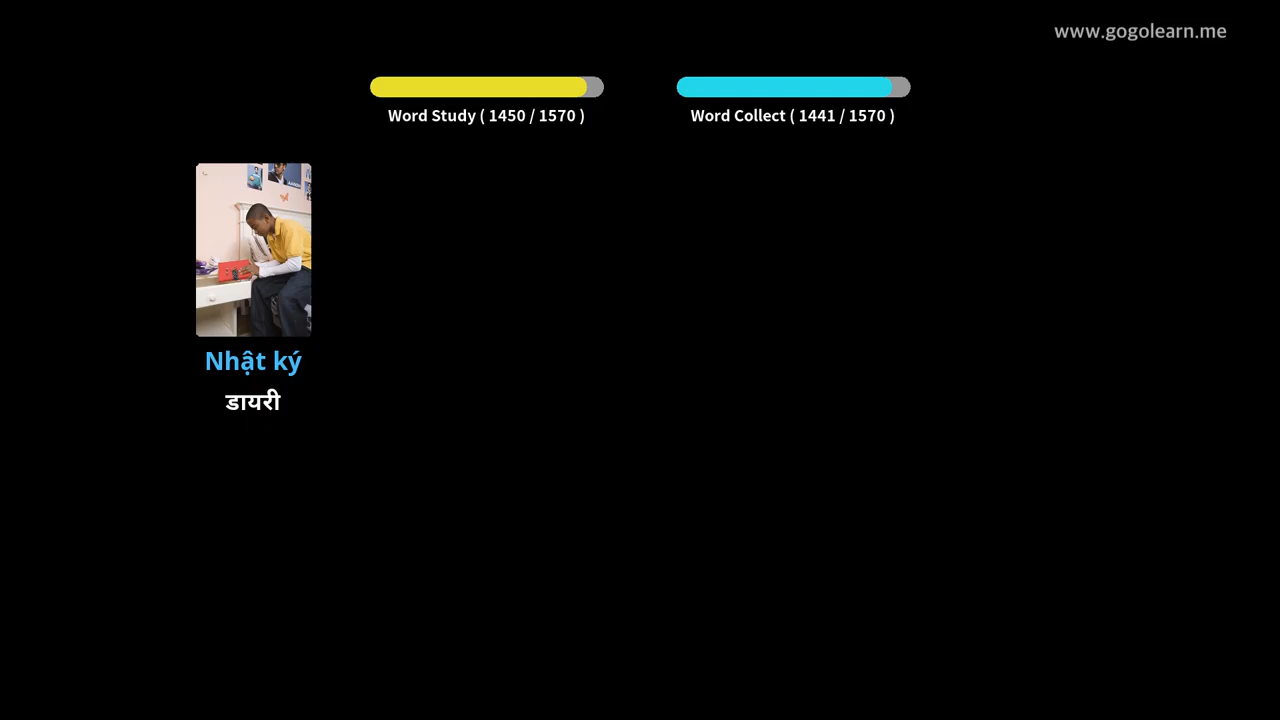 www.gogolearn.me
Word Study ( 1450 / 1570 )
Word Collect ( 1441 / 1570 )
Nhật ký
डायरी